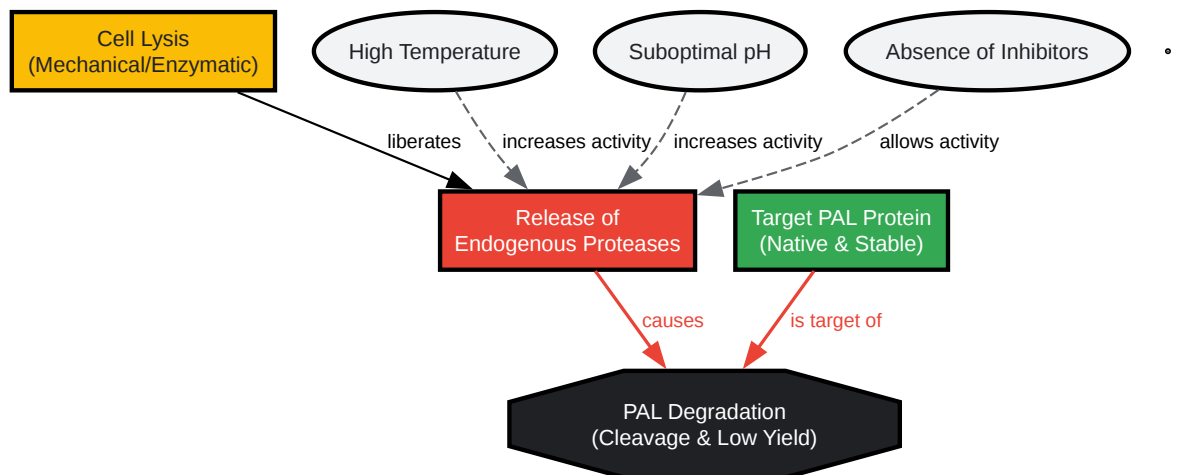 Cell Lysis
(Mechanical/Enzymatic)
High Temperature
Suboptimal pH
Absence of Inhibitors
liberates
increases activity
increases activity
allows activity
Release of
Endogenous Proteases
Target PAL Protein
(Native & Stable)
causes
is target of
PAL Degradation
(Cleavage & Low Yield)